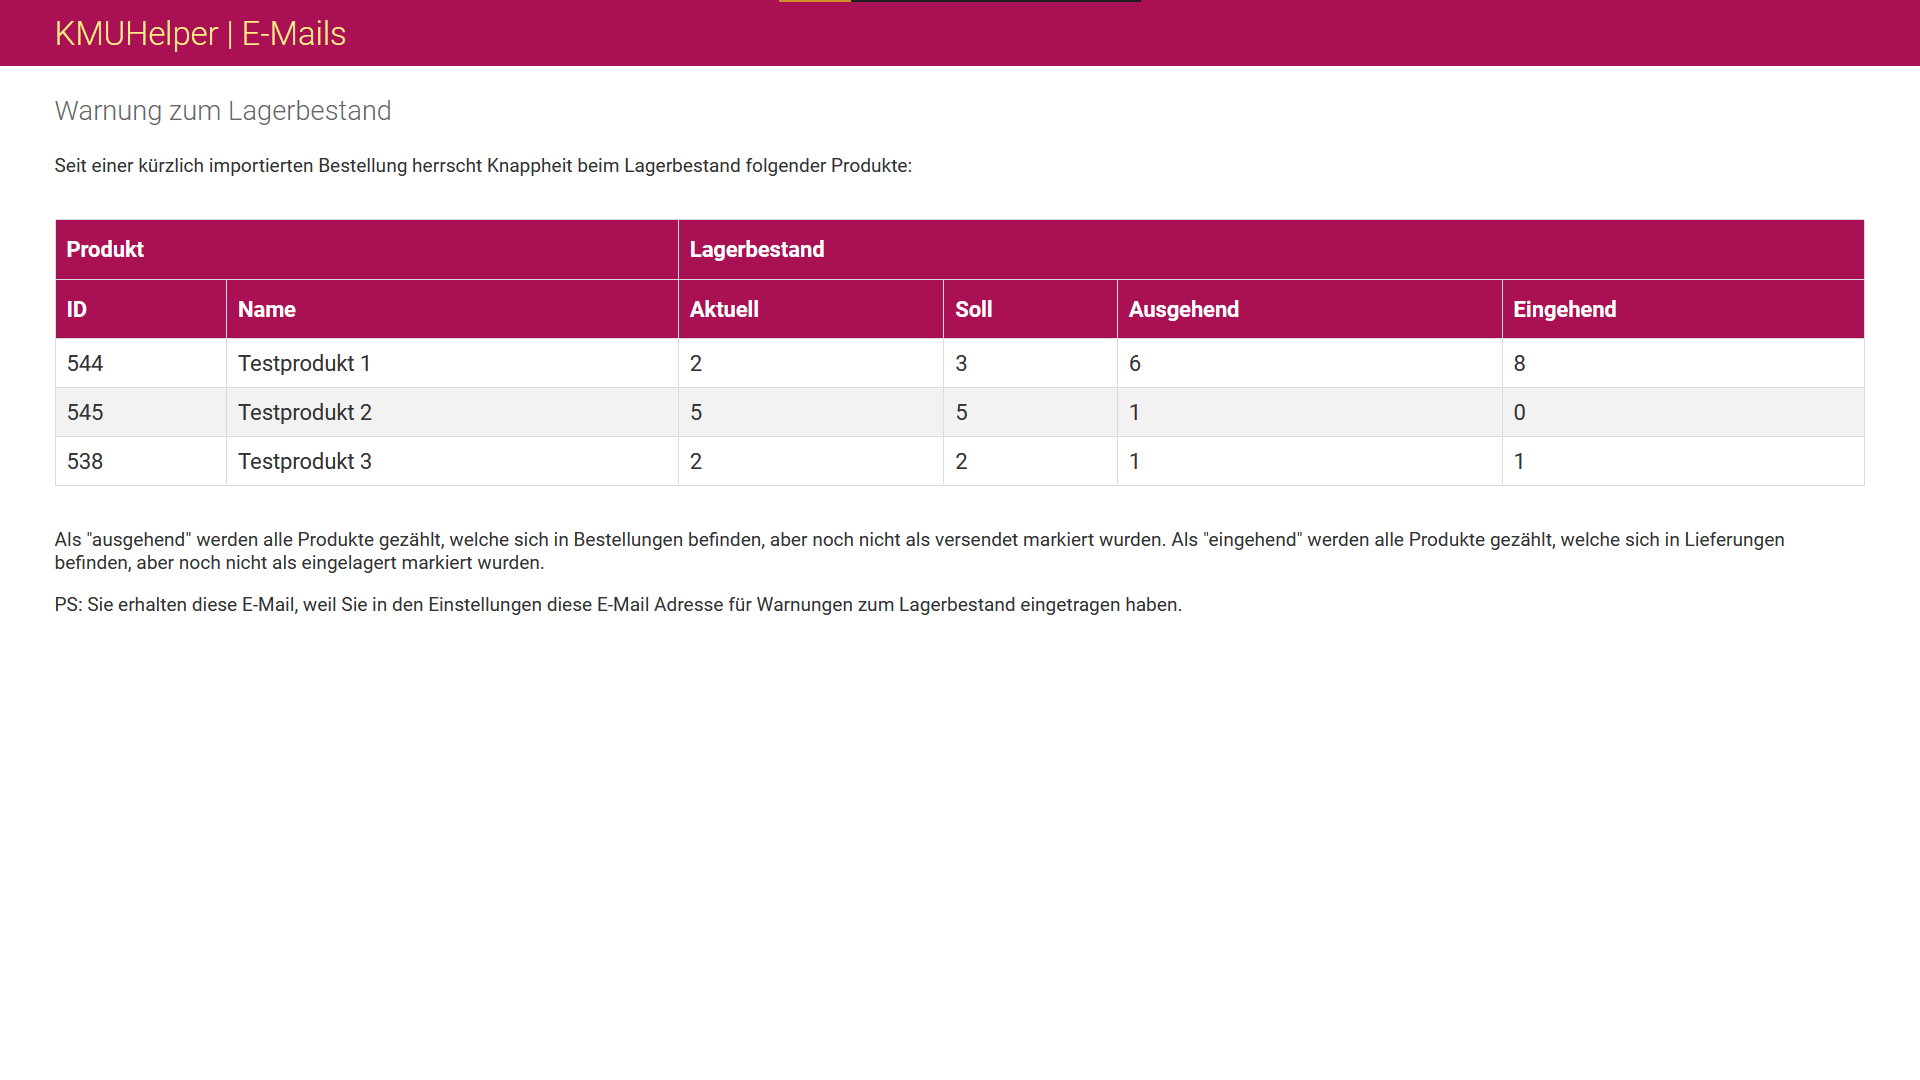 KMUHelper | E-Mails
Warnung zum Lagerbestand
Seit einer kürzlich importierten Bestellung herrscht Knappheit beim Lagerbestand folgender Produkte:
Produkt Lagerbestand
ID Name Aktuell Soll Ausgehend Eingehend
544 Testprodukt 1 2 3 6 8
545 Testprodukt 2 5 5 1 0
538 Testprodukt 3 2 2 1 1
Als "ausgehend" werden alle Produkte gezählt, welche sich in Bestellungen befinden, aber noch nicht als versendet markiert wurden. Als "eingehend" werden alle Produkte gezählt, welche sich in Lieferungen
befinden, aber noch nicht als eingelagert markiert wurden.
PS: Sie erhalten diese E-Mail, weil Sie in den Einstellungen diese E-Mail Adresse für Warnungen zum Lagerbestand eingetragen haben.